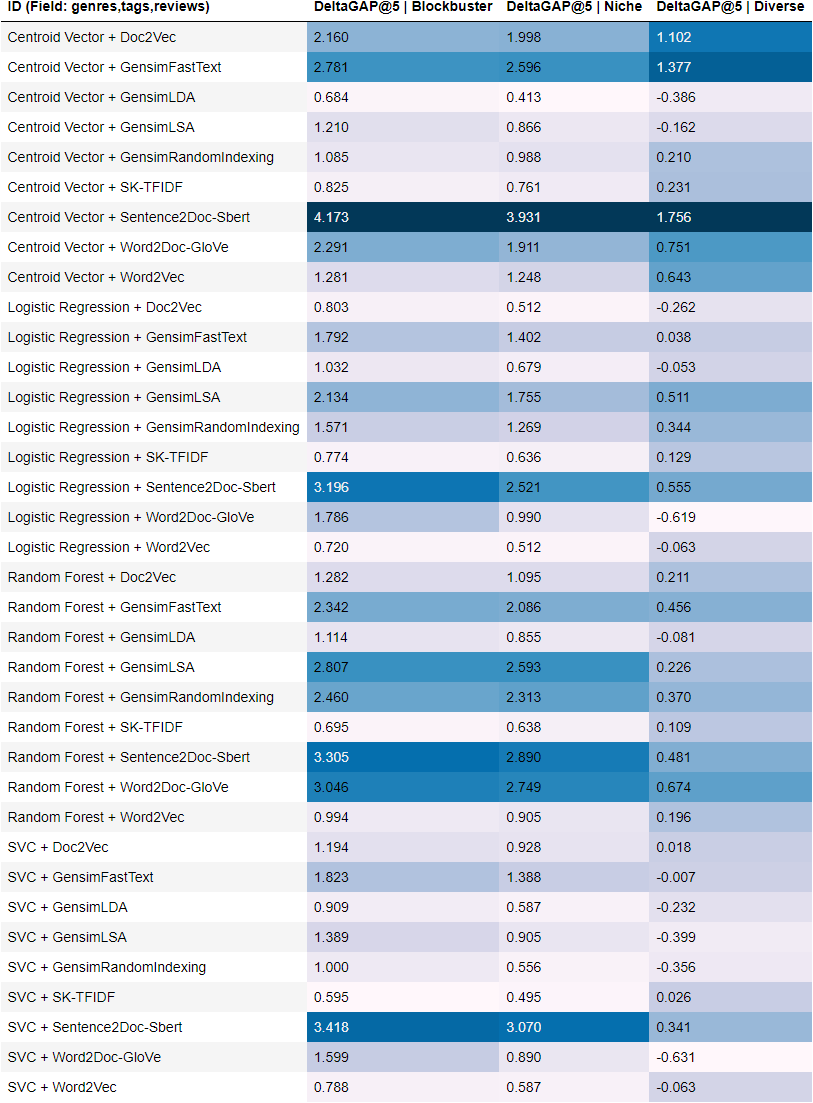 ID (Field: genres,tags,reviews) DeltaGAP@5 | Blockbuster DeltaGAP@5 | Niche DeltaGAP@5 | Diverse
Centroid Vector + Doc2Vec 2.160 1.998 1.102
Centroid Vector + GensimFastText 2.781 2.596 1.377
Centroid Vector + GensimLDA 0.684 0.413 -0.386
Centroid Vector + GensimLSA 1.210 0.866 -0.162
Centroid Vector + GensimRandomIndexing 1.085 0.988 0.210
Centroid Vector + SK-TFIDF 0.825 0.761 0.231
Centroid Vector + Sentence2Doc-Sbert 4.173 3.931 1.756
Centroid Vector + Word2Doc-GloVe 2.291 1.911 0.751
Centroid Vector + Word2Vec 1.281 1.248 0.643
Logistic Regression + Doc2Vec 0.803 0.512 -0.262
Logistic Regression + GensimFastText 1.792 1.402 0.038
Logistic Regression + GensimLDA 1.032 0.679 -0.053
Logistic Regression + GensimLSA 2.134 1.755 0.511
Logistic Regression + GensimRandomIndexing 1.571 1.269 0.344
Logistic Regression + SK-TFIDF 0.774 0.636 0.129
Logistic Regression + Sentence2Doc-Sbert 3.196 2.521 0.555
Logistic Regression + Word2Doc-GloVe 1.786 0.990 -0.619
Logistic Regression + Word2Vec 0.720 0.512 -0.063
Random Forest + Doc2Vec 1.282 1.095 0.211
Random Forest + GensimFastText 2.342 2.086 0.456
Random Forest + GensimLDA 1.114 0.855 -0.081
Random Forest + GensimLSA 2.807 2.593 0.226
Random Forest + GensimRandomIndexing 2.460 2.313 0.370
Random Forest + SK-TFIDF 0.695 0.638 0.109
Random Forest + Sentence2Doc-Sbert 3.305 2.890 0.481
Random Forest + Word2Doc-GloVe 3.046 2.749 0.674
Random Forest + Word2Vec 0.994 0.905 0.196
SVC + Doc2Vec 1.194 0.928 0.018
SVC + GensimFastText 1.823 1.388 -0.007
SVC + GensimLDA 0.909 0.587 -0.232
SVC + GensimLSA 1.389 0.905 -0.399
SVC + GensimRandomIndexing 1.000 0.556 -0.356
SVC + SK-TFIDF 0.595 0.495 0.026
SVC + Sentence2Doc-Sbert 3.418 3.070 0.341
SVC + Word2Doc-GloVe 1.599 0.890 -0.631
SVC + Word2Vec 0.788 0.587 -0.063